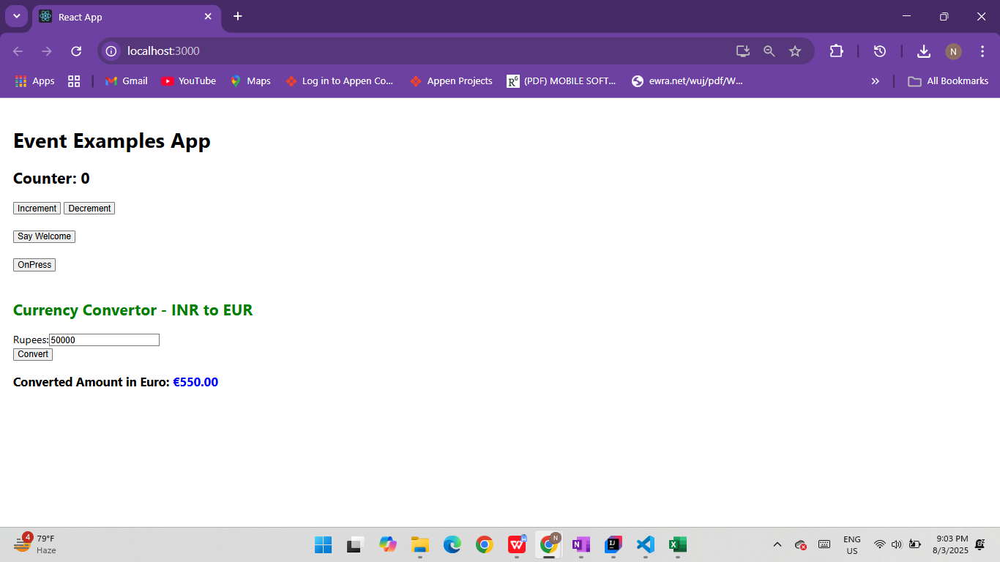 React App
localhost:3000
N
Apps
Gmail
YouTube
Maps
Log in to Appen Co...
Appen Projects
(PDF) MOBILE SOFT...
ewra.net/wuj/pdf/W...
All Bookmarks
Event Examples App
Counter: 0
Increment Decrement
Say Welcome
OnPress
Currency Convertor - INR to EUR
Rupees: 50000
Convert
Converted Amount in Euro: €550.00
4
79°F
Haze
ENG
US
9:03 PM
8/3/2025